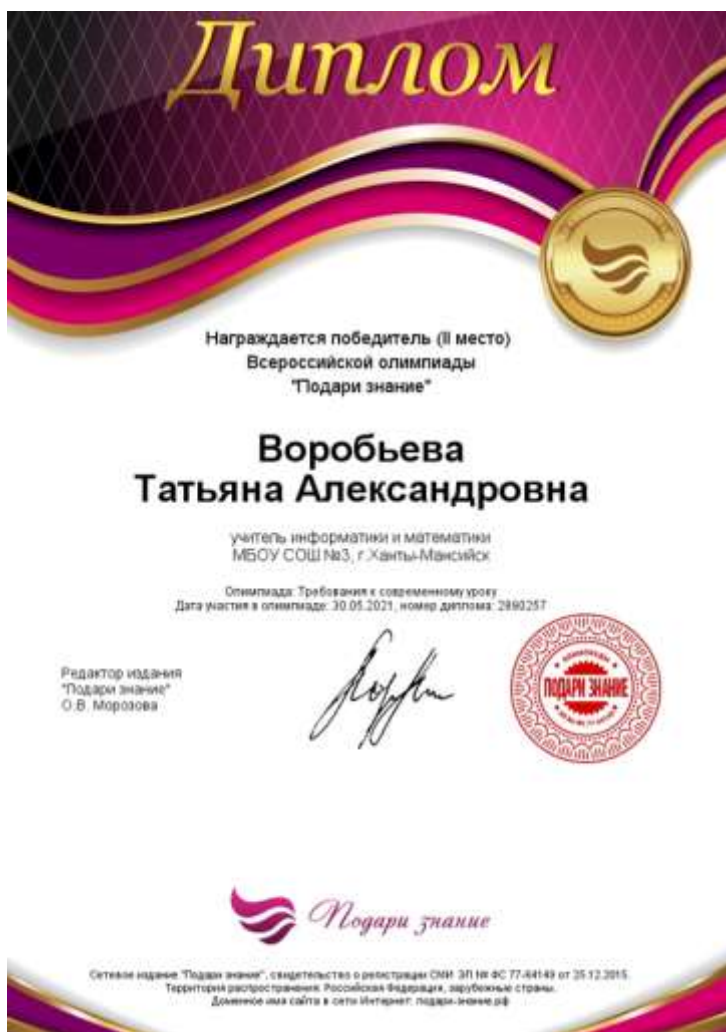 Диплом
Награждается победитель (II место)
Всероссийской олимпиады
"Подари знание"
Воробьева
Татьяна Александровна
учитель информатики и математики
МБОУ СОШ №3, г.Ханты-Мансийск
Олимпиада: Требования к современному уроку
Дата участия в олимпиаде: 30.05.2021, номер диплома: 2890257
Редактор издания
"Подари знание"
О.В. Морозова
ПОДАРИ ЗНАНИЕ
Подари знание
Сетевое издание "Подари знание", свидетельство о регистрации СМИ: ЭЛ № ФС 77-64149 от 25.12.2015.
Территория распространения: Российская Федерация, зарубежные страны.
Доменное имя сайта в сети Интернет: подари-знание.рф